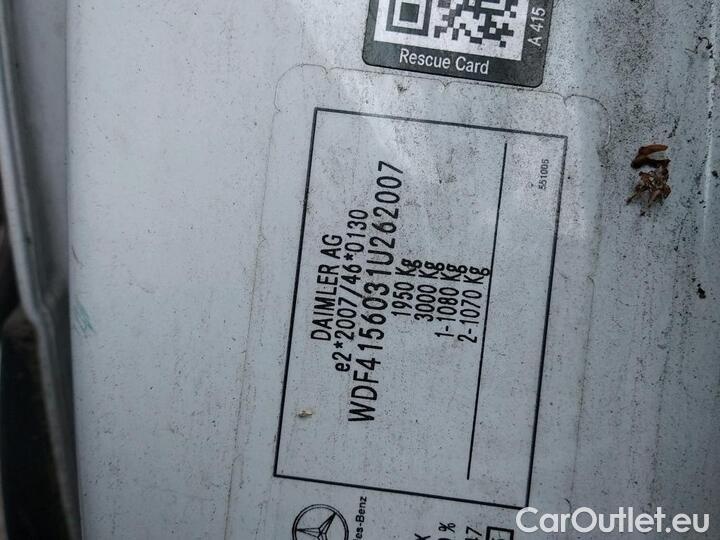 Rescue Card
A 415
DAIMLER AG
e2*2007/46*0130
WDF4156031U262007
1950 Kg
3000 Kg
1-1080 Kg
2-1070 Kg
551005
es-Benz
CarOutlet.eu